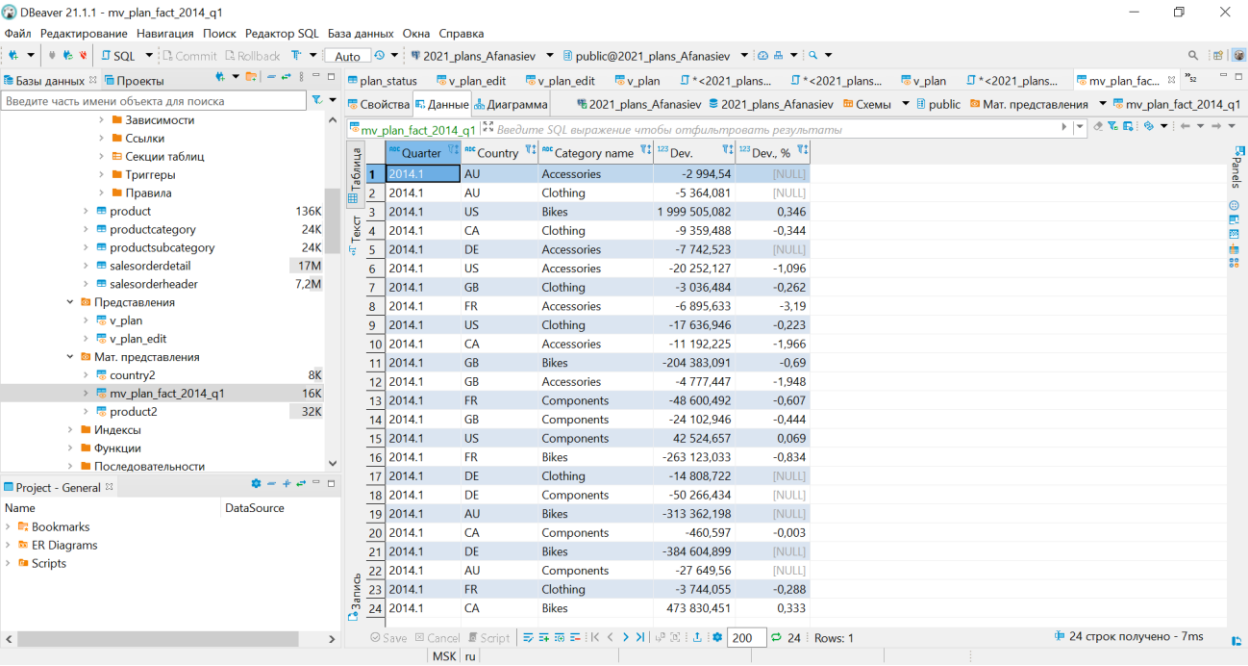 DBeaver 21.1.1 - mv_plan_fact_2014_q1
Файл Редактирование Навигация Поиск Редактор SQL База данных Окна Справка
SQL Commit Rollback Auto 2021_plans_Afanasiev public@2021_plans_Afanasiev
Базы данных Проекты
Введите часть имени объекта для поиска
Зависимости
Ссылки
Секции таблиц
Триггеры
Правила
product 136K
productcategory 24K
productsubcategory 24K
salesorderdetail 17M
salesorderheader 7,2M
Представления
v_plan
v_plan_edit
Мат. представления
country2 8K
mv_plan_fact_2014_q1 16K
product2 32K
Индексы
Функции
Последовательности
Project - General
Name DataSource
Bookmarks
ER Diagrams
Scripts
plan_status v_plan_edit v_plan_edit v_plan *<2021_plans... *<2021_plans... v_plan *<2021_plans... mv_plan_fac... »52
Свойства Данные Диаграмма 2021_plans_Afanasiev 2021_plans_Afanasiev Схемы public Мат. представления mv_plan_fact_2014_q1
mv_plan_fact_2014_q1 Введите SQL выражение чтобы отфильтровать результаты
Таблица
Текст
Запись
Panels
ABC Quarter ABC Country ABC Category name 123 Dev. 123 Dev., %
1 2014.1 AU Accessories -2 994,54 [NULL]
2 2014.1 AU Clothing -5 364,081 [NULL]
3 2014.1 US Bikes 1 999 505,082 0,346
4 2014.1 CA Clothing -9 359,488 -0,344
5 2014.1 DE Accessories -7 742,523 [NULL]
6 2014.1 US Accessories -20 252,127 -1,096
7 2014.1 GB Clothing -3 036,484 -0,262
8 2014.1 FR Accessories -6 895,633 -3,19
9 2014.1 US Clothing -17 636,946 -0,223
10 2014.1 CA Accessories -11 192,225 -1,966
11 2014.1 GB Bikes -204 383,091 -0,69
12 2014.1 GB Accessories -4 777,447 -1,948
13 2014.1 FR Components -48 600,492 -0,607
14 2014.1 GB Components -24 102,946 -0,444
15 2014.1 US Components 42 524,657 0,069
16 2014.1 FR Bikes -263 123,033 -0,834
17 2014.1 DE Clothing -14 808,722 [NULL]
18 2014.1 DE Components -50 266,434 [NULL]
19 2014.1 AU Bikes -313 362,198 [NULL]
20 2014.1 CA Components -460,597 -0,003
21 2014.1 DE Bikes -384 604,899 [NULL]
22 2014.1 AU Components -27 649,56 [NULL]
23 2014.1 FR Clothing -3 744,055 -0,288
24 2014.1 CA Bikes 473 830,451 0,333
Save Cancel Script 200 24 Rows: 1 24 строк получено - 7ms
MSK ru